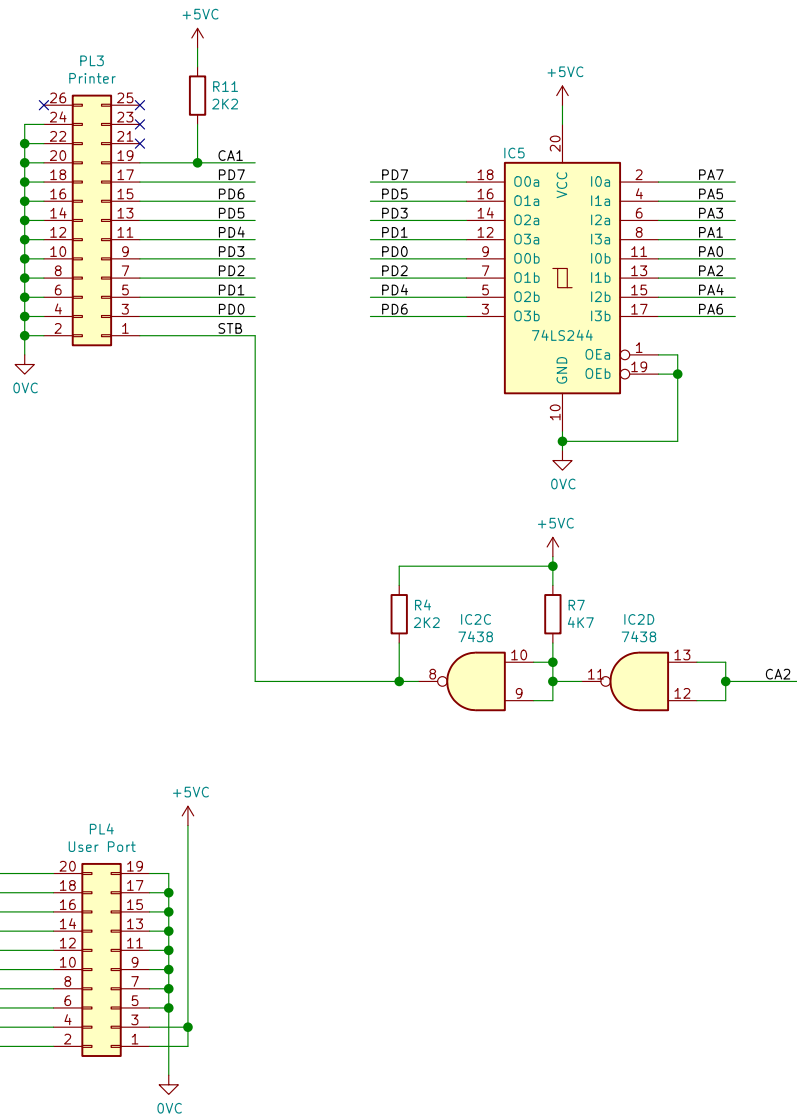 +5VC
PL3
Printer
R11
2K2
26 25
24 23
22 21
20 19 CA1
18 17 PD7
16 15 PD6
14 13 PD5
12 11 PD4
10 9 PD3
8 7 PD2
6 5 PD1
4 3 PD0
2 1 STB
0VC
+5VC
IC5
20
VCC
PD7 18 O0a I0a 2 PA7
PD5 16 O1a I1a 4 PA5
PD3 14 O2a I2a 6 PA3
PD1 12 O3a I3a 8 PA1
PD0 9 O0b I0b 11 PA0
PD2 7 O1b I1b 13 PA2
PD4 5 O2b I2b 15 PA4
PD6 3 O3b I3b 17 PA6
74LS244
OEa 1
OEb 19
GND
10
0VC
+5VC
R4
2K2
R7
4K7
IC2C
7438
IC2D
7438
10
8
9
13
11
12
CA2
+5VC
PL4
User Port
20 19
18 17
16 15
14 13
12 11
10 9
8 7
6 5
4 3
2 1
0VC